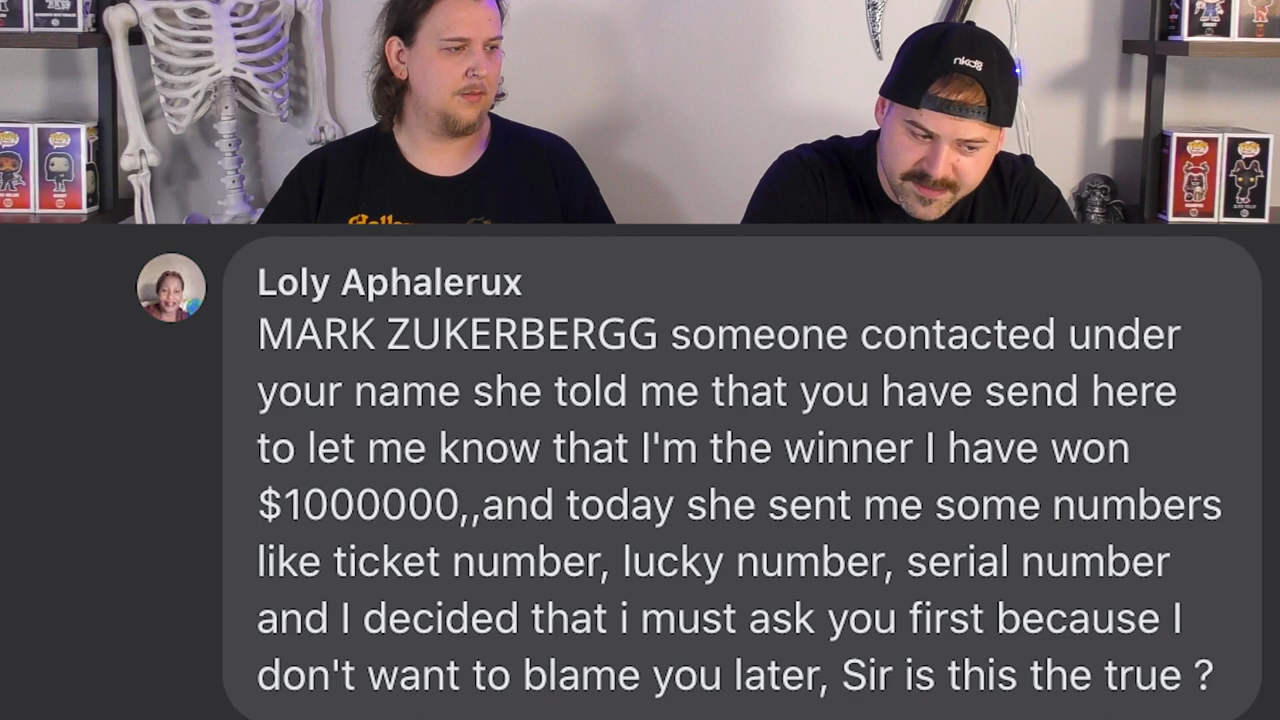 nkdg
Loly Aphalerux
MARK ZUKERBERGG someone contacted under
your name she told me that you have send here
to let me know that I'm the winner I have won
$1000000,,and today she sent me some numbers
like ticket number, lucky number, serial number
and I decided that i must ask you first because I
don't want to blame you later, Sir is this the true ?